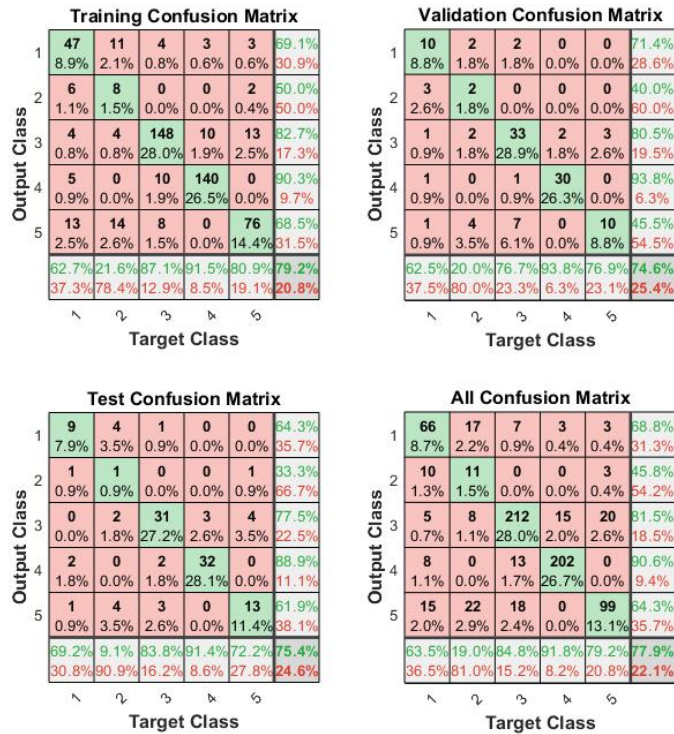 Training Confusion Matrix
Output Class
1
47 11 4 3 3 69.1%
8.9% 2.1% 0.8% 0.6% 0.6% 30.9%
2
6 8 0 0 2 50.0%
1.1% 1.5% 0.0% 0.0% 0.4% 50.0%
3
4 4 148 10 13 82.7%
0.8% 0.8% 28.0% 1.9% 2.5% 17.3%
4
5 0 10 140 0 90.3%
0.9% 0.0% 1.9% 26.5% 0.0% 9.7%
5
13 14 8 0 76 68.5%
2.5% 2.6% 1.5% 0.0% 14.4% 31.5%
62.7% 21.6% 87.1% 91.5% 80.9% 79.2%
37.3% 78.4% 12.9% 8.5% 19.1% 20.8%
1 2 3 4 5
Target Class
Validation Confusion Matrix
Output Class
1
10 2 2 0 0 71.4%
8.8% 1.8% 1.8% 0.0% 0.0% 28.6%
2
3 2 0 0 0 40.0%
2.6% 1.8% 0.0% 0.0% 0.0% 60.0%
3
1 2 33 2 3 80.5%
0.9% 1.8% 28.9% 1.8% 2.6% 19.5%
4
1 0 1 30 0 93.8%
0.9% 0.0% 0.9% 26.3% 0.0% 6.3%
5
1 4 7 0 10 45.5%
0.9% 3.5% 6.1% 0.0% 8.8% 54.5%
62.5% 20.0% 76.7% 93.8% 76.9% 74.6%
37.5% 80.0% 23.3% 6.3% 23.1% 25.4%
1 2 3 4 5
Target Class
Test Confusion Matrix
Output Class
1
9 4 1 0 0 64.3%
7.9% 3.5% 0.9% 0.0% 0.0% 35.7%
2
1 1 0 0 1 33.3%
0.9% 0.9% 0.0% 0.0% 0.9% 66.7%
3
0 2 31 3 4 77.5%
0.0% 1.8% 27.2% 2.6% 3.5% 22.5%
4
2 0 2 32 0 88.9%
1.8% 0.0% 1.8% 28.1% 0.0% 11.1%
5
1 4 3 0 13 61.9%
0.9% 3.5% 2.6% 0.0% 11.4% 38.1%
69.2% 9.1% 83.8% 91.4% 72.2% 75.4%
30.8% 90.9% 16.2% 8.6% 27.8% 24.6%
1 2 3 4 5
Target Class
All Confusion Matrix
Output Class
1
66 17 7 3 3 68.8%
8.7% 2.2% 0.9% 0.4% 0.4% 31.3%
2
10 11 0 0 3 45.8%
1.3% 1.5% 0.0% 0.0% 0.4% 54.2%
3
5 8 212 15 20 81.5%
0.7% 1.1% 28.0% 2.0% 2.6% 18.5%
4
8 0 13 202 0 90.6%
1.1% 0.0% 1.7% 26.7% 0.0% 9.4%
5
15 22 18 0 99 64.3%
2.0% 2.9% 2.4% 0.0% 13.1% 35.7%
63.5% 19.0% 84.8% 91.8% 79.2% 77.9%
36.5% 81.0% 15.2% 8.2% 20.8% 22.1%
1 2 3 4 5
Target Class